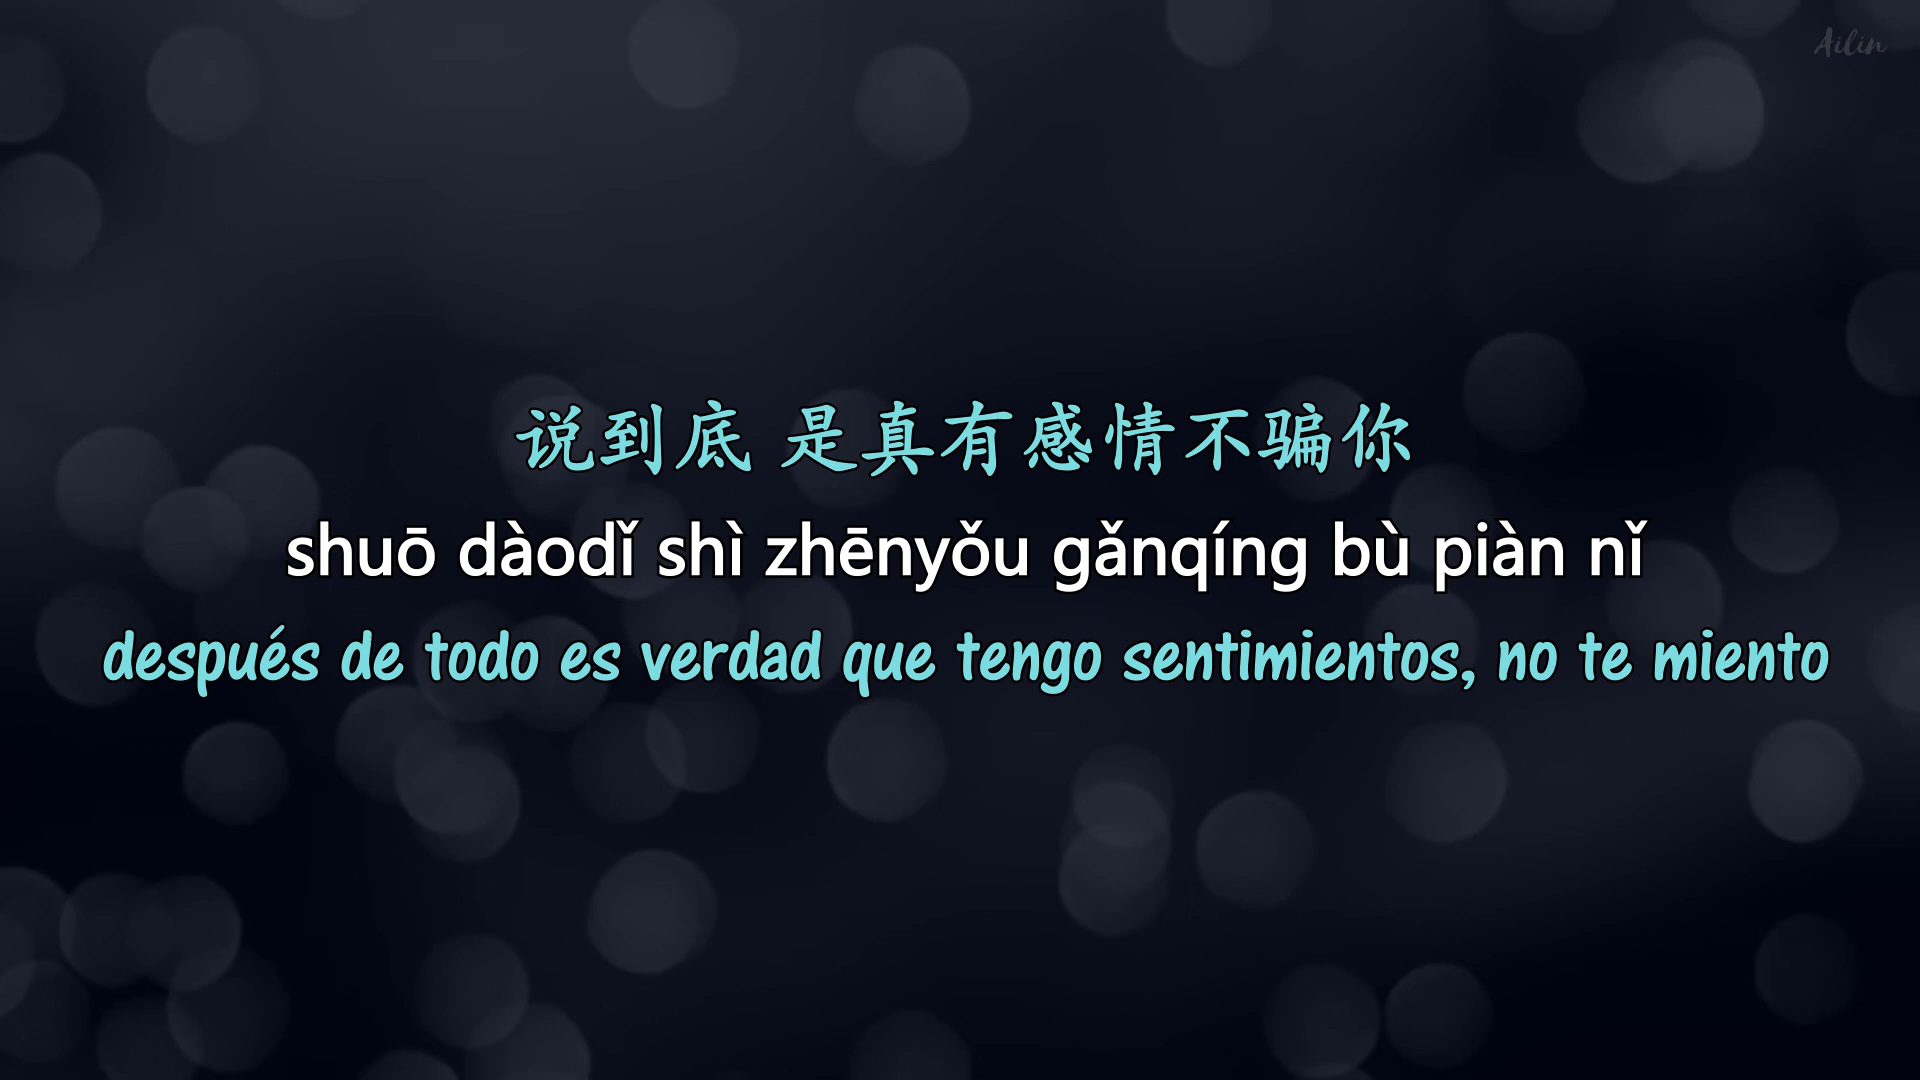 Ailin
说到底 是真有感情不骗你
shuō dàodǐ shì zhēnyǒu gǎnqíng bù piàn nǐ
después de todo es verdad que tengo sentimientos, no te miento